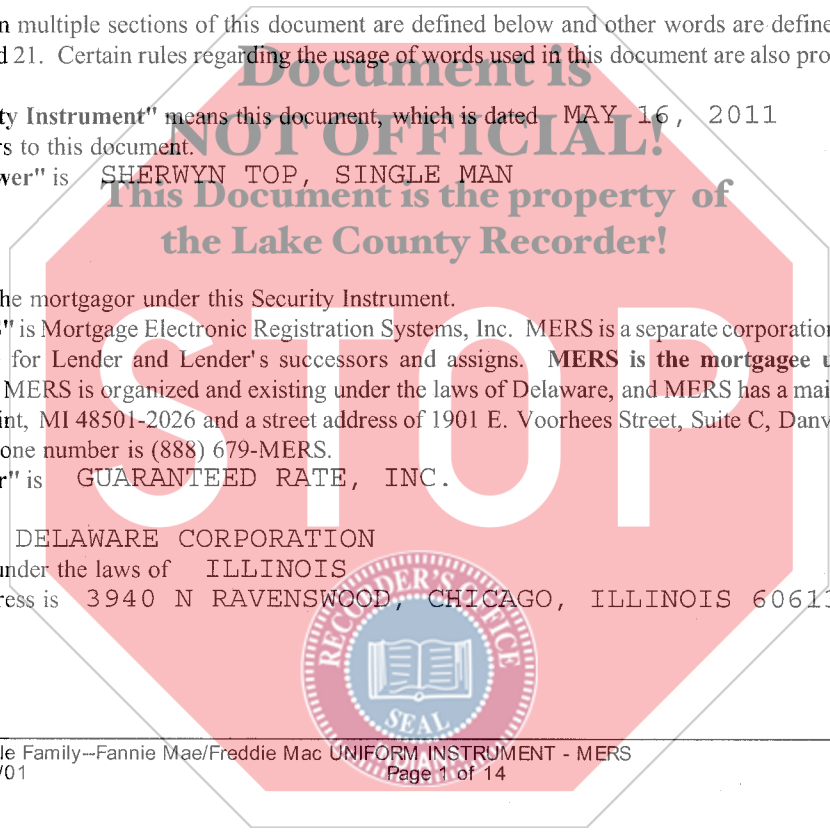 n multiple sections of this document are defined below and other words are define
d 21. Certain rules regarding the usage of words used in this document are also pro
Document is
ty Instrument" means this document, which is dated MAY 16, 2011
NOT OFFICIAL!
rs to this document.
wer" is SHERWYN TOP, SINGLE MAN
This Document is the property of
the Lake County Recorder!
he mortgagor under this Security Instrument.
" is Mortgage Electronic Registration Systems, Inc. MERS is a separate corporation
for Lender and Lender's successors and assigns. MERS is the mortgagee u
MERS is organized and existing under the laws of Delaware, and MERS has a mai
int, MI 48501-2026 and a street address of 1901 E. Voorhees Street, Suite C, Danv
one number is (888) 679-MERS.
STOP
r" is GUARANTEED RATE, INC.
DELAWARE CORPORATION
under the laws of ILLINOIS
ress is 3940 N RAVENSWOOD, CHICAGO, ILLINOIS 60613
RECORDER'S OFFICE
SEAL
INDIANA
le Family--Fannie Mae/Freddie Mac UNIFORM INSTRUMENT - MERS
/01 Page 1 of 14